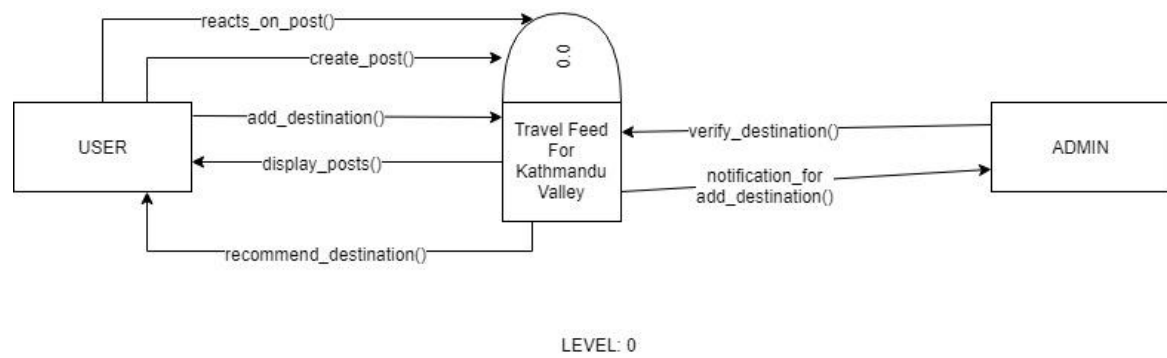 reacts_on_post()
create_post()
0.0
add_destination()
USER
display_posts()
recommend_destination()
Travel Feed
For
Kathmandu
Valley
verify_destination()
notification_for
add_destination()
ADMIN
LEVEL: 0